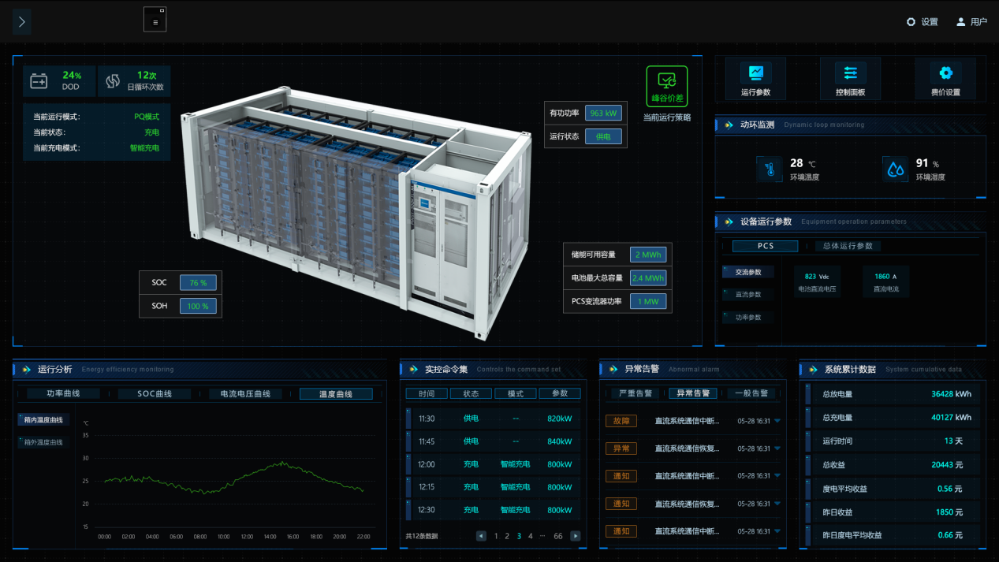 设置
用户
24%
DOD
12次
日循环次数
当前运行模式: PQ模式
当前状态: 充电
当前充电模式: 智能充电
有功功率 963 kW
运行状态 供电
峰谷价差
当前运行策略
SOC 76 %
SOH 100 %
储能可用容量 2 MWh
电池最大总容量 2.4 MWh
PCS变流器功率 1 MW
运行参数
控制面板
费价设置
动环监测 Dynamic loop monitoring
28 ℃
环境温度
91 %
环境湿度
设备运行参数 Equipment operation parameters
PCS
总体运行参数
交流参数
直流参数
功率参数
823 Vdc
电池直流电压
1860 A
直流电流
运行分析 Energy efficiency monitoring
功率曲线
SOC曲线
电流电压曲线
温度曲线
箱内温度曲线
箱外温度曲线
℃
35
30
25
20
15
00:00 02:00 04:00 06:00 08:00 10:00 12:00 14:00 16:00 18:00 20:00 22:00
实控命令集 Controls the command set
时间 状态 模式 参数
11:30 供电 -- 820kW
11:45 供电 -- 840kW
12:00 充电 智能充电 800kW
12:15 充电 智能充电 800kW
12:30 充电 智能充电 800kW
共12条数据 1 2 3 4 ··· 66
异常告警 Abnormal alarm
严重告警 异常告警 一般告警
故障 直流系统通信中断... 05-28 16:31
异常 直流系统通信恢复... 05-28 16:31
通知 直流系统通信中断... 05-28 16:31
通知 直流系统通信恢复... 05-28 16:31
通知 直流系统通信中断... 05-28 16:31
系统累计数据 System cumulative data
总放电量 36428 kWh
总充电量 40127 kWh
运行时间 13 天
总收益 20443 元
度电平均收益 0.56 元
昨日收益 1850 元
昨日度电平均收益 0.66 元